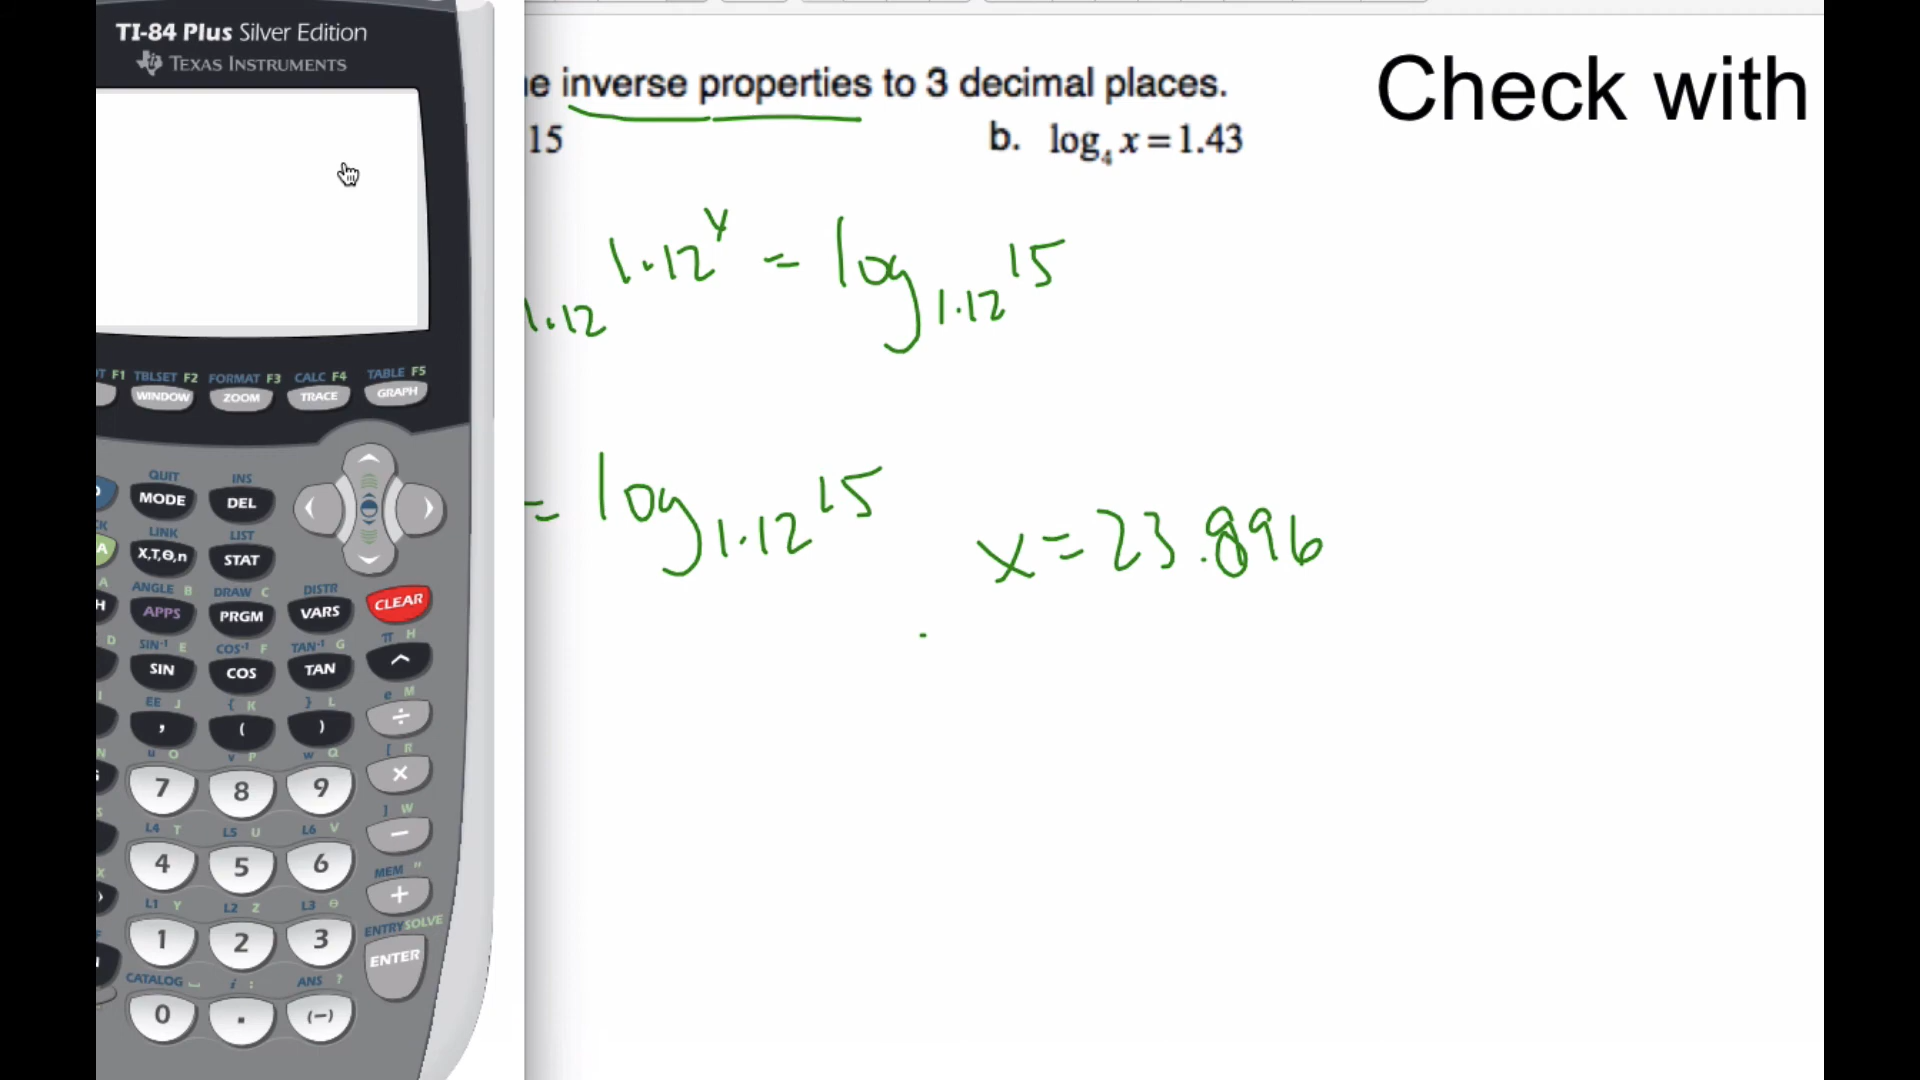 TI-84 Plus Silver Edition
TEXAS INSTRUMENTS
inverse properties to 3 decimal places.
Check with
15
b. log₄ x = 1.43
1.12ˣ = log₁.₁₂ 15
1.12
= log₁.₁₂ 15
x = 23.896
F1 TBLSET F2 FORMAT F3 CALC F4 TABLE F5
WINDOW ZOOM TRACE GRAPH
QUIT INS
MODE DEL
LINK LIST
X,T,Θ,n STAT
A ANGLE B DRAW C DISTR
APPS PRGM VARS CLEAR
D SIN⁻¹ E COS⁻¹ F TAN⁻¹ G π H
SIN COS TAN ^
EE J { K } L e M
, ( ) ÷
N u O v P w Q [ R
7 8 9 ×
L4 T L5 U L6 V ] W
4 5 6 −
L1 Y L2 Z L3 θ MEM "
1 2 3 +
ENTRY SOLVE
ENTER
CATALOG i : ANS ?
0 . (−)